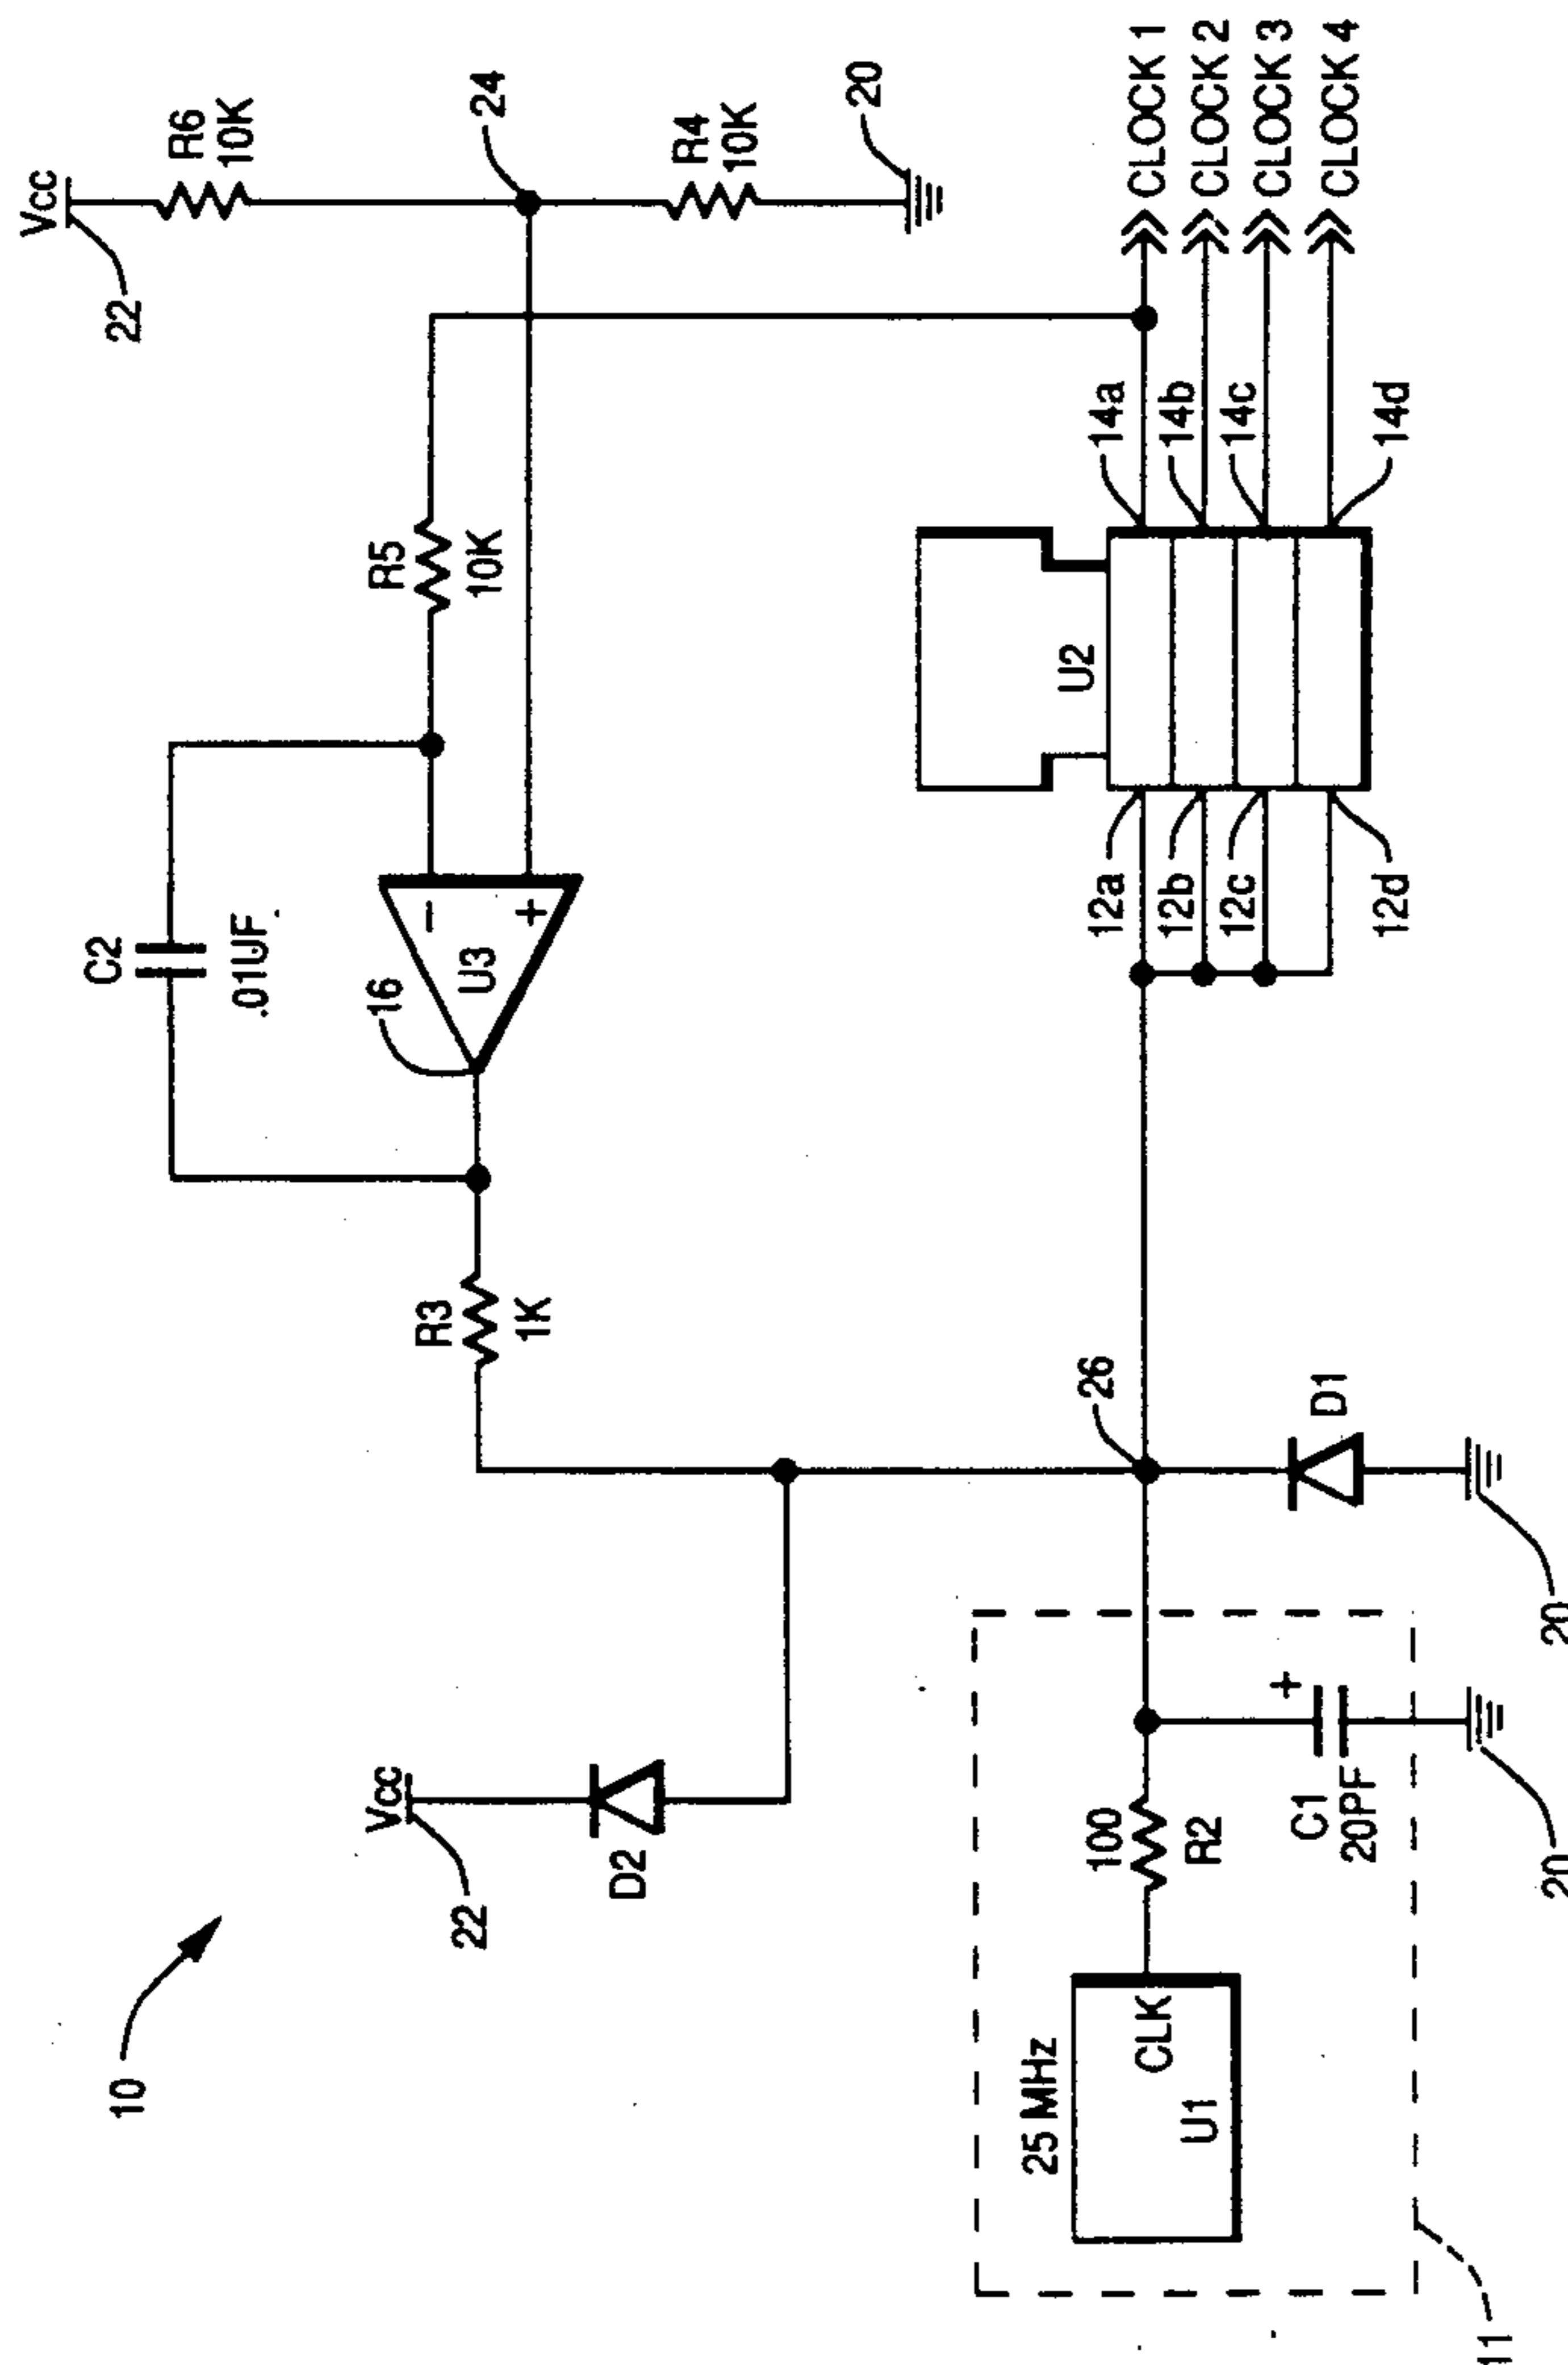 10
Vcc
22
D2
25 MHz
CLK
U1
11
100
R2
C1
20PF
+
20
20
D1
26
R3
1K
C2
.01UF
16
U3
-
+
R5
10K
Vcc
22
R6
10K
24
R4
10K
20
U2
12a
12b
12c
12d
14a
14b
14c
14d
CLOCK 1
CLOCK 2
CLOCK 3
CLOCK 4